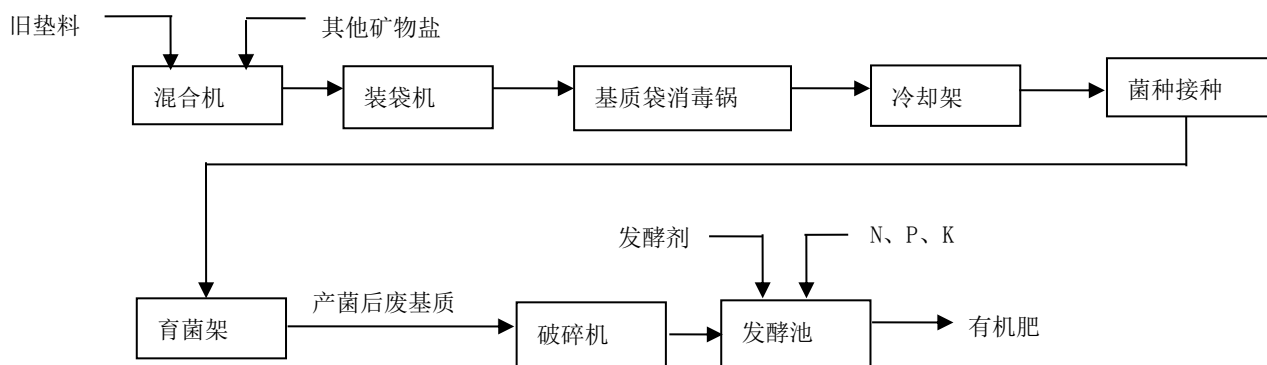 旧垫料
其他矿物盐
混合机
装袋机
基质袋消毒锅
冷却架
菌种接种
发酵剂
N、P、K
育菌架
产菌后废基质
破碎机
发酵池
有机肥